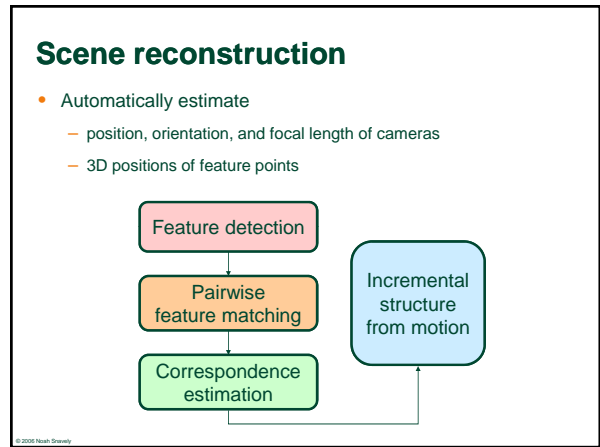 Scene reconstruction
• Automatically estimate
– position, orientation, and focal length of cameras
– 3D positions of feature points
Feature detection
Pairwise
feature matching
Correspondence
estimation
Incremental
structure
from motion
© 2006 Noah Snavely